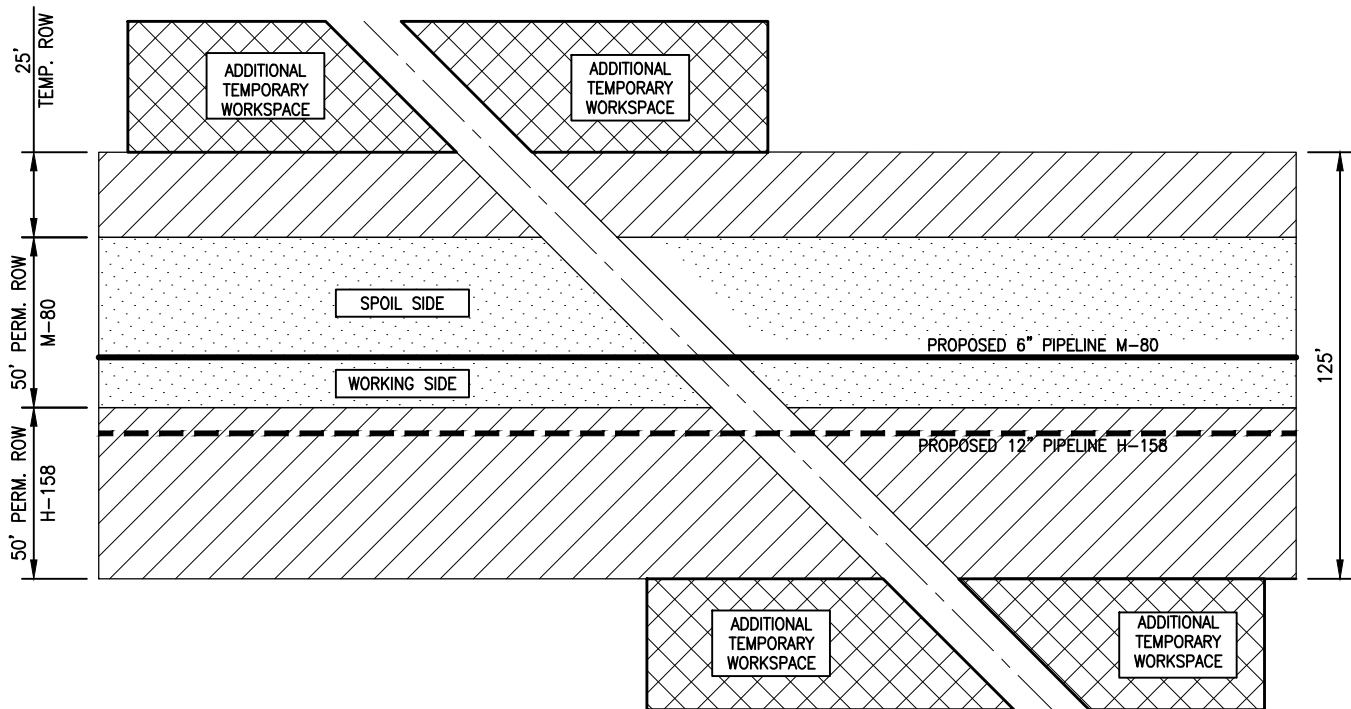 25'
TEMP. ROW
ADDITIONAL
TEMPORARY
WORKSPACE
ADDITIONAL
TEMPORARY
WORKSPACE
50' PERM. ROW
M-80
SPOIL SIDE
PROPOSED 6" PIPELINE M-80
125'
WORKING SIDE
50' PERM. ROW
H-158
PROPOSED 12" PIPELINE H-158
ADDITIONAL
TEMPORARY
WORKSPACE
ADDITIONAL
TEMPORARY
WORKSPACE